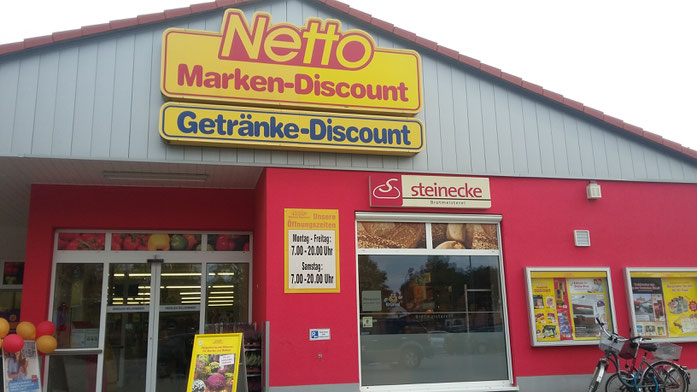 Netto
Marken-Discount
Getränke-Discount
steinecke
Brotmeisterei
Unsere
Öffnungszeiten
Montag - Freitag:
7.00-20.00 Uhr
Samstag:
7.00-20.00 Uhr